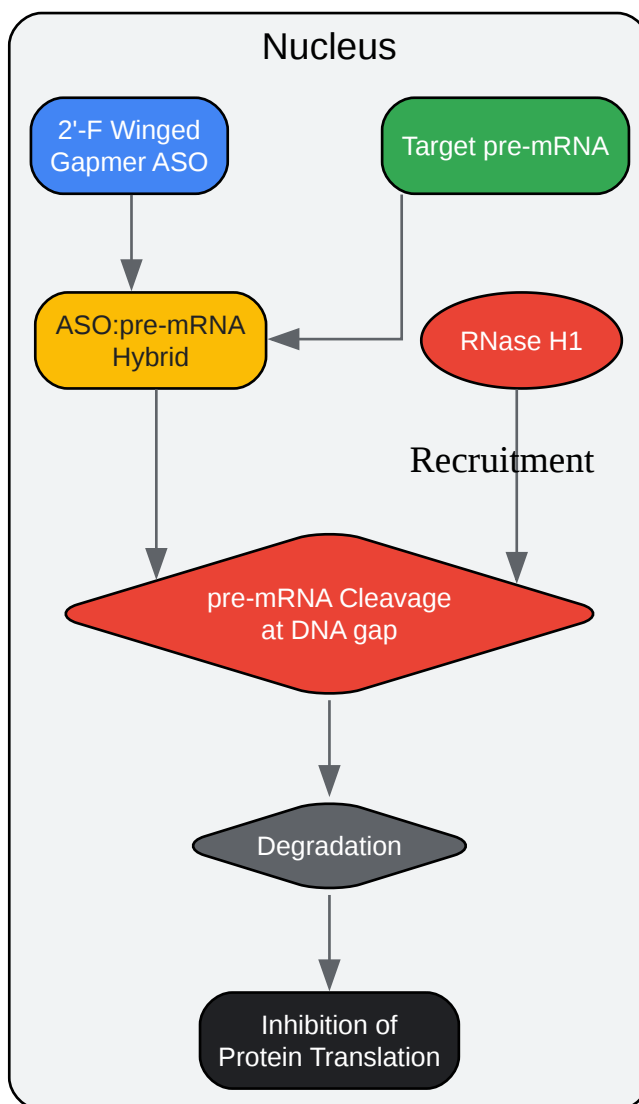 Nucleus
2'-F Winged
Gapmer ASO
Target pre-mRNA
ASO:pre-mRNA
Hybrid
RNase H1
Recruitment
pre-mRNA Cleavage
at DNA gap
Degradation
Inhibition of
Protein Translation